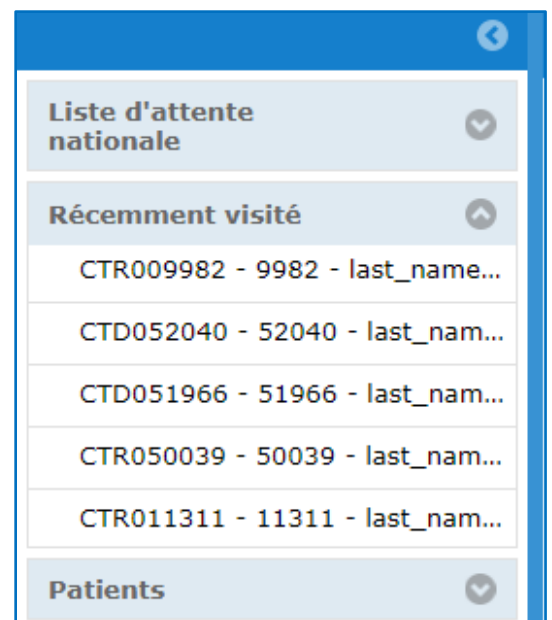 Liste d'attente
nationale
Récemment visité
CTR009982 - 9982 - last_name...
CTD052040 - 52040 - last_nam...
CTD051966 - 51966 - last_nam...
CTR050039 - 50039 - last_nam...
CTR011311 - 11311 - last_nam...
Patients